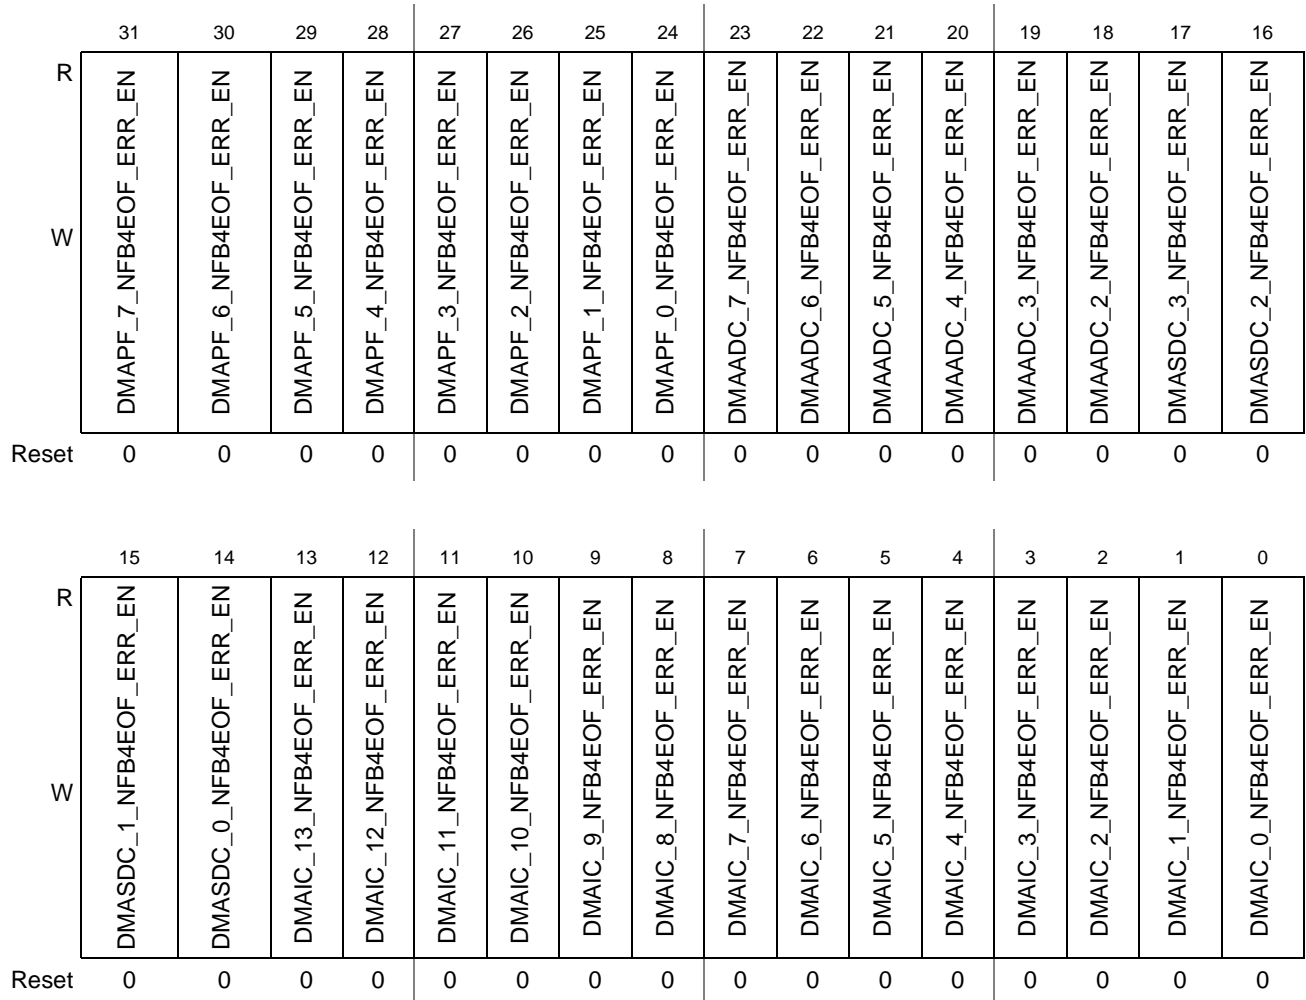 31 30 29 28 27 26 25 24 23 22 21 20 19 18 17 16
R
W
DMAPF_7_NFB4EOF_ERR_EN
DMAPF_6_NFB4EOF_ERR_EN
DMAPF_5_NFB4EOF_ERR_EN
DMAPF_4_NFB4EOF_ERR_EN
DMAPF_3_NFB4EOF_ERR_EN
DMAPF_2_NFB4EOF_ERR_EN
DMAPF_1_NFB4EOF_ERR_EN
DMAPF_0_NFB4EOF_ERR_EN
DMAADC_7_NFB4EOF_ERR_EN
DMAADC_6_NFB4EOF_ERR_EN
DMAADC_5_NFB4EOF_ERR_EN
DMAADC_4_NFB4EOF_ERR_EN
DMAADC_3_NFB4EOF_ERR_EN
DMAADC_2_NFB4EOF_ERR_EN
DMASDC_3_NFB4EOF_ERR_EN
DMASDC_2_NFB4EOF_ERR_EN
Reset 0 0 0 0 0 0 0 0 0 0 0 0 0 0 0 0
15 14 13 12 11 10 9 8 7 6 5 4 3 2 1 0
R
W
DMASDC_1_NFB4EOF_ERR_EN
DMASDC_0_NFB4EOF_ERR_EN
DMAIC_13_NFB4EOF_ERR_EN
DMAIC_12_NFB4EOF_ERR_EN
DMAIC_11_NFB4EOF_ERR_EN
DMAIC_10_NFB4EOF_ERR_EN
DMAIC_9_NFB4EOF_ERR_EN
DMAIC_8_NFB4EOF_ERR_EN
DMAIC_7_NFB4EOF_ERR_EN
DMAIC_6_NFB4EOF_ERR_EN
DMAIC_5_NFB4EOF_ERR_EN
DMAIC_4_NFB4EOF_ERR_EN
DMAIC_3_NFB4EOF_ERR_EN
DMAIC_2_NFB4EOF_ERR_EN
DMAIC_1_NFB4EOF_ERR_EN
DMAIC_0_NFB4EOF_ERR_EN
Reset 0 0 0 0 0 0 0 0 0 0 0 0 0 0 0 0